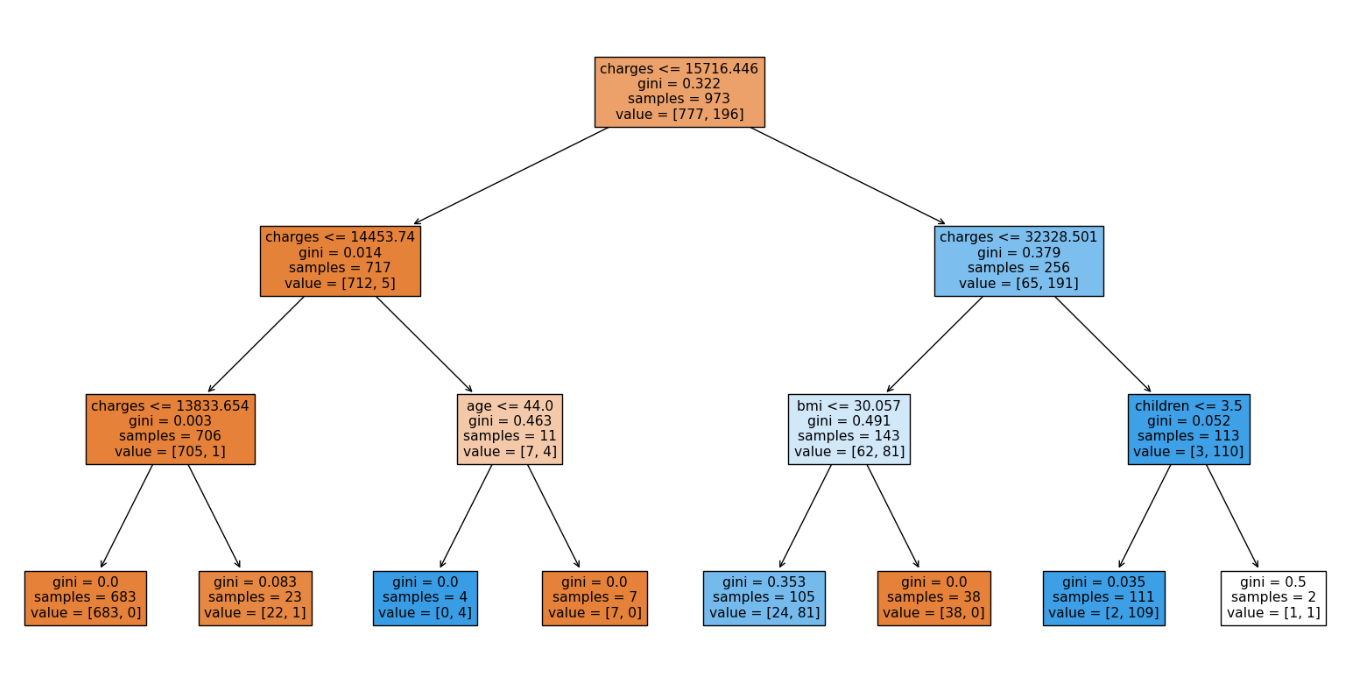 charges <= 15716.446
gini = 0.322
samples = 973
value = [777, 196]
charges <= 14453.74
gini = 0.014
samples = 717
value = [712, 5]
charges <= 32328.501
gini = 0.379
samples = 256
value = [65, 191]
charges <= 13833.654
gini = 0.003
samples = 706
value = [705, 1]
age <= 44.0
gini = 0.463
samples = 11
value = [7, 4]
bmi <= 30.057
gini = 0.491
samples = 143
value = [62, 81]
children <= 3.5
gini = 0.052
samples = 113
value = [3, 110]
gini = 0.0
samples = 683
value = [683, 0]
gini = 0.083
samples = 23
value = [22, 1]
gini = 0.0
samples = 4
value = [0, 4]
gini = 0.0
samples = 7
value = [7, 0]
gini = 0.353
samples = 105
value = [24, 81]
gini = 0.0
samples = 38
value = [38, 0]
gini = 0.035
samples = 111
value = [2, 109]
gini = 0.5
samples = 2
value = [1, 1]